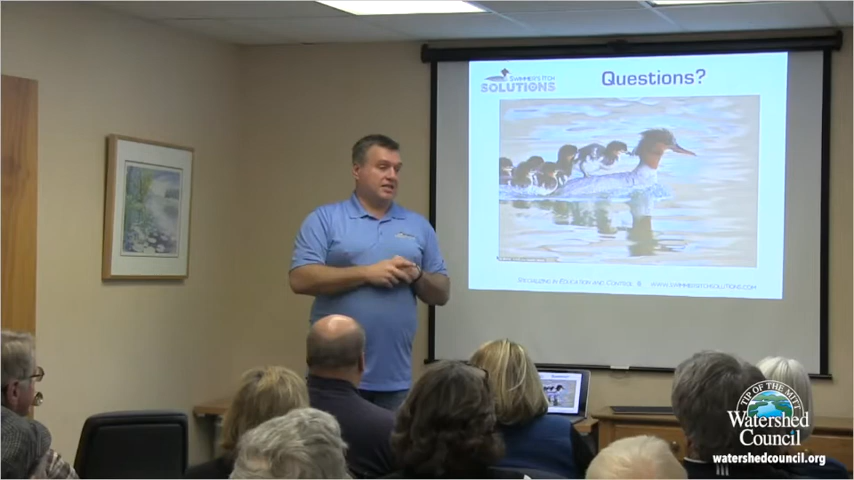 SWIMMER'S ITCH
SOLUTIONS
Questions?
SPECIALIZING IN EDUCATION AND CONTROL
WWW.SWIMMERSITCHSOLUTIONS.COM
TIP OF THE MITT
Watershed
Council
watershedcouncil.org